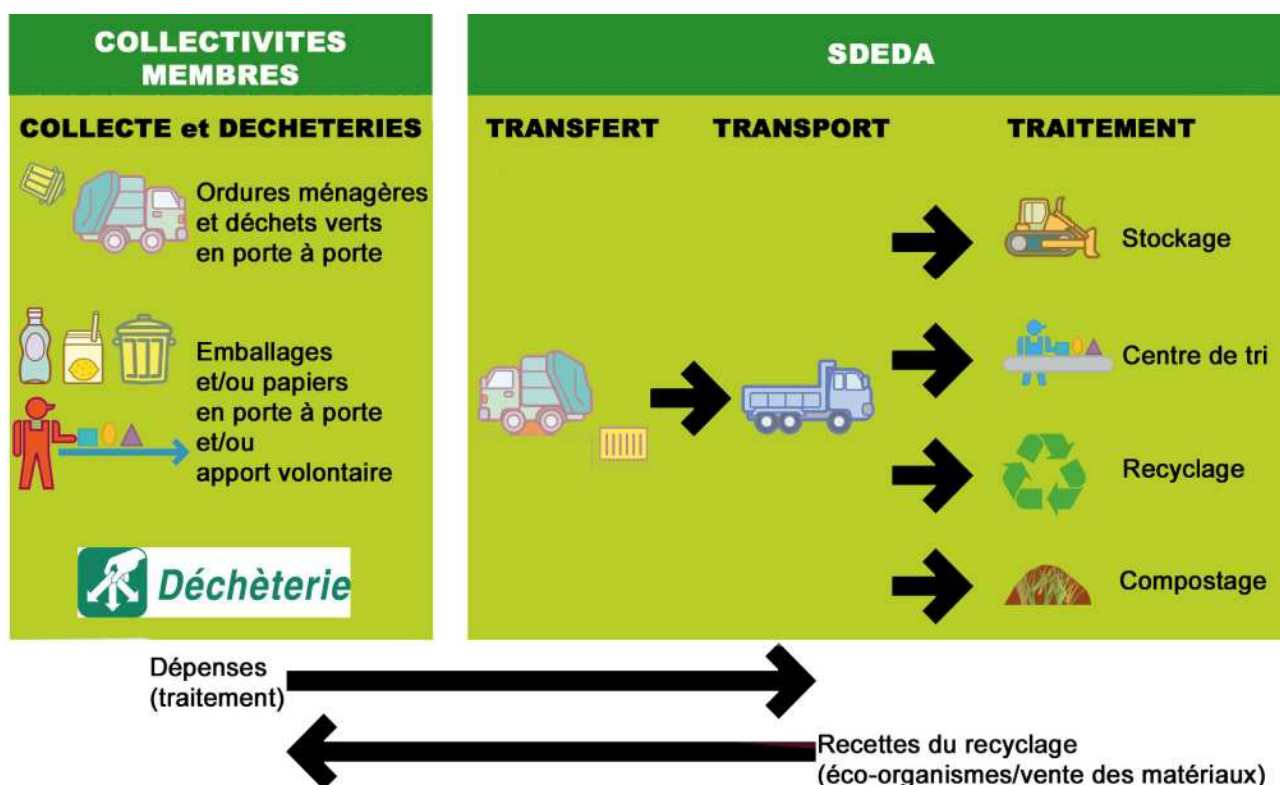 COLLECTIVITES
MEMBRES
COLLECTE et DECHETERIES
Ordures ménagères
et déchets verts
en porte à porte
Emballages
et/ou papiers
en porte à porte
et/ou
apport volontaire
Déchèterie
SDEDA
TRANSFERT
TRANSPORT
TRAITEMENT
Stockage
Centre de tri
Recyclage
Compostage
Dépenses
(traitement)
Recettes du recyclage
(éco-organismes/vente des matériaux)